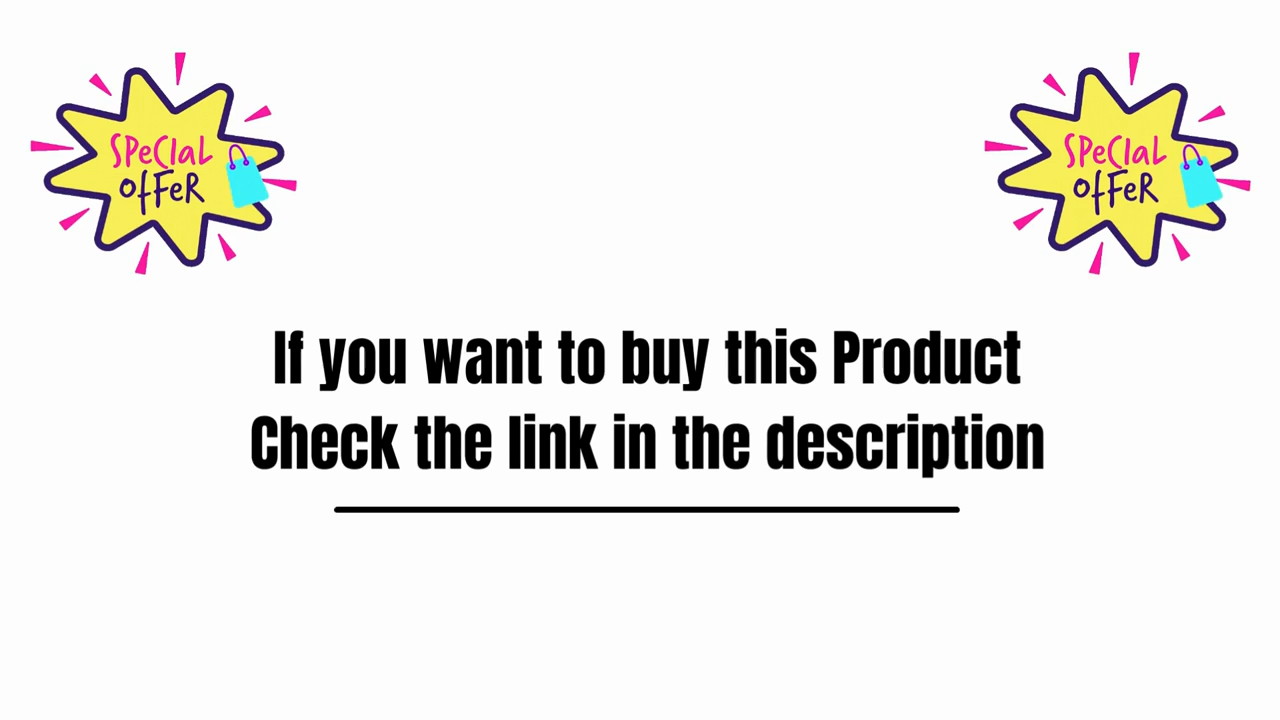 SPeCIaL
OfFeR
SPeCIaL
OfFeR
If you want to buy this Product
Check the link in the description